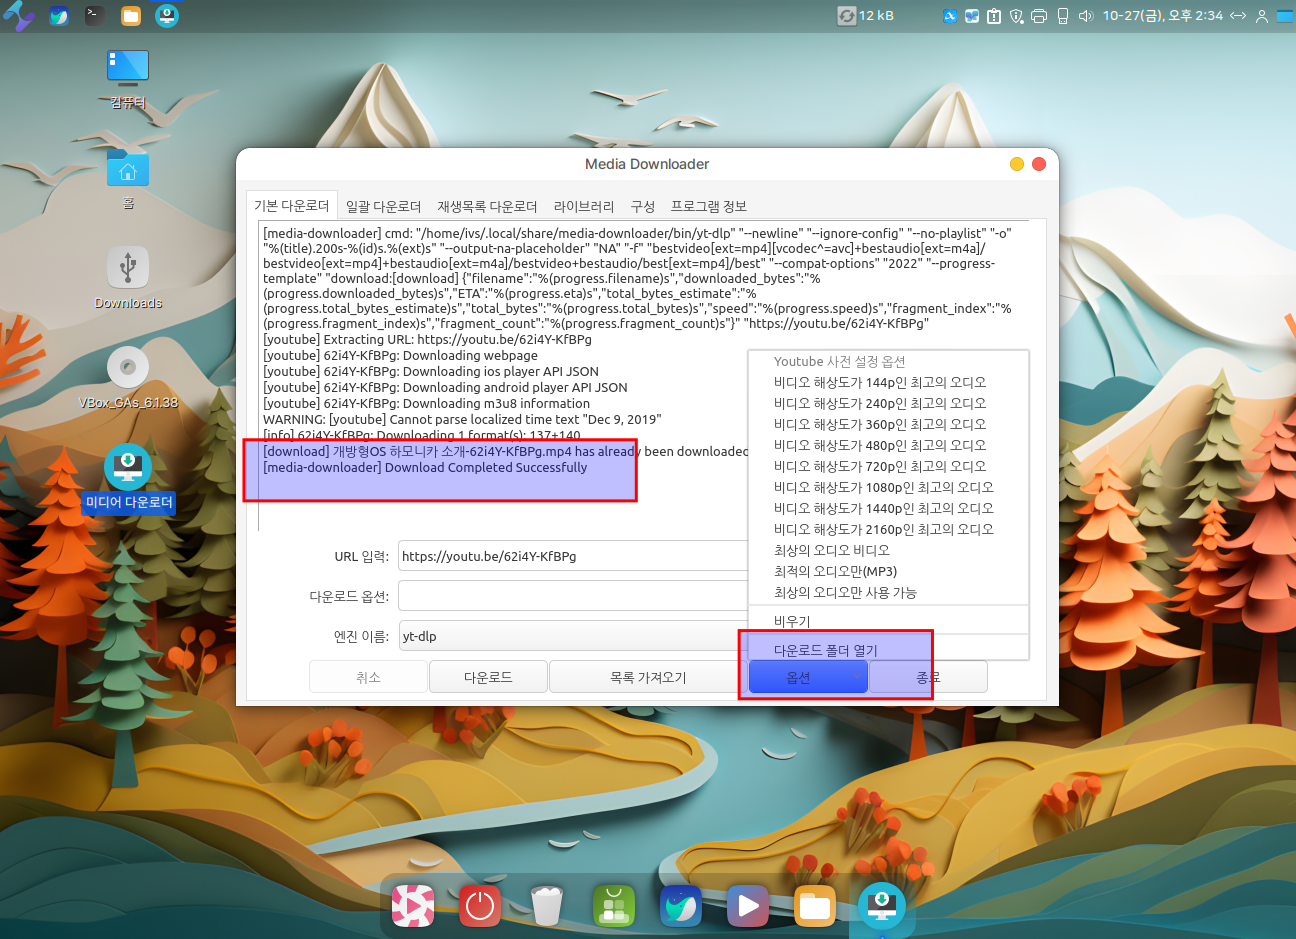 12 kB
10-27(금), 오후 2:34
컴퓨터
홈
Downloads
VBox_GAs_6.1.38
미디어 다운로더
Media Downloader
기본 다운로더 일괄 다운로더 재생목록 다운로더 라이브러리 구성 프로그램 정보
[media-downloader] cmd: "/home/ivs/.local/share/media-downloader/bin/yt-dlp" "--newline" "--ignore-config" "--no-playlist" "-o"
"%(title).200s-%(id)s.%(ext)s" "--output-na-placeholder" "NA" "-f" "bestvideo[ext=mp4][vcodec^=avc]+bestaudio[ext=m4a]/
bestvideo[ext=mp4]+bestaudio[ext=m4a]/bestvideo+bestaudio/best[ext=mp4]/best" "--compat-options" "2022" "--progress-
template" "download:[download] {"filename":"%(progress.filename)s","downloaded_bytes":"%
(progress.downloaded_bytes)s","ETA":"%(progress.eta)s","total_bytes_estimate":"%
(progress.total_bytes_estimate)s","total_bytes":"%(progress.total_bytes)s","speed":"%(progress.speed)s","fragment_index":"%
(progress.fragment_index)s","fragment_count":"%(progress.fragment_count)s"}" "https://youtu.be/62i4Y-KfBPg"
[youtube] Extracting URL: https://youtu.be/62i4Y-KfBPg
[youtube] 62i4Y-KfBPg: Downloading webpage
[youtube] 62i4Y-KfBPg: Downloading ios player API JSON
[youtube] 62i4Y-KfBPg: Downloading android player API JSON
[youtube] 62i4Y-KfBPg: Downloading m3u8 information
WARNING: [youtube] Cannot parse localized time text "Dec 9, 2019"
[info] 62i4Y-KfBPg: Downloading 1 format(s): 137+140
[download] 개방형OS 하모니카 소개-62i4Y-KfBPg.mp4 has already been downloaded
[media-downloader] Download Completed Successfully
Youtube 사전 설정 옵션
비디오 해상도가 144p인 최고의 오디오
비디오 해상도가 240p인 최고의 오디오
비디오 해상도가 360p인 최고의 오디오
비디오 해상도가 480p인 최고의 오디오
비디오 해상도가 720p인 최고의 오디오
비디오 해상도가 1080p인 최고의 오디오
비디오 해상도가 1440p인 최고의 오디오
비디오 해상도가 2160p인 최고의 오디오
최상의 오디오 비디오
최적의 오디오만(MP3)
최상의 오디오만 사용 가능
비우기
다운로드 폴더 열기
URL 입력: https://youtu.be/62i4Y-KfBPg
다운로드 옵션:
엔진 이름: yt-dlp
취소 다운로드 목록 가져오기 옵션 종료